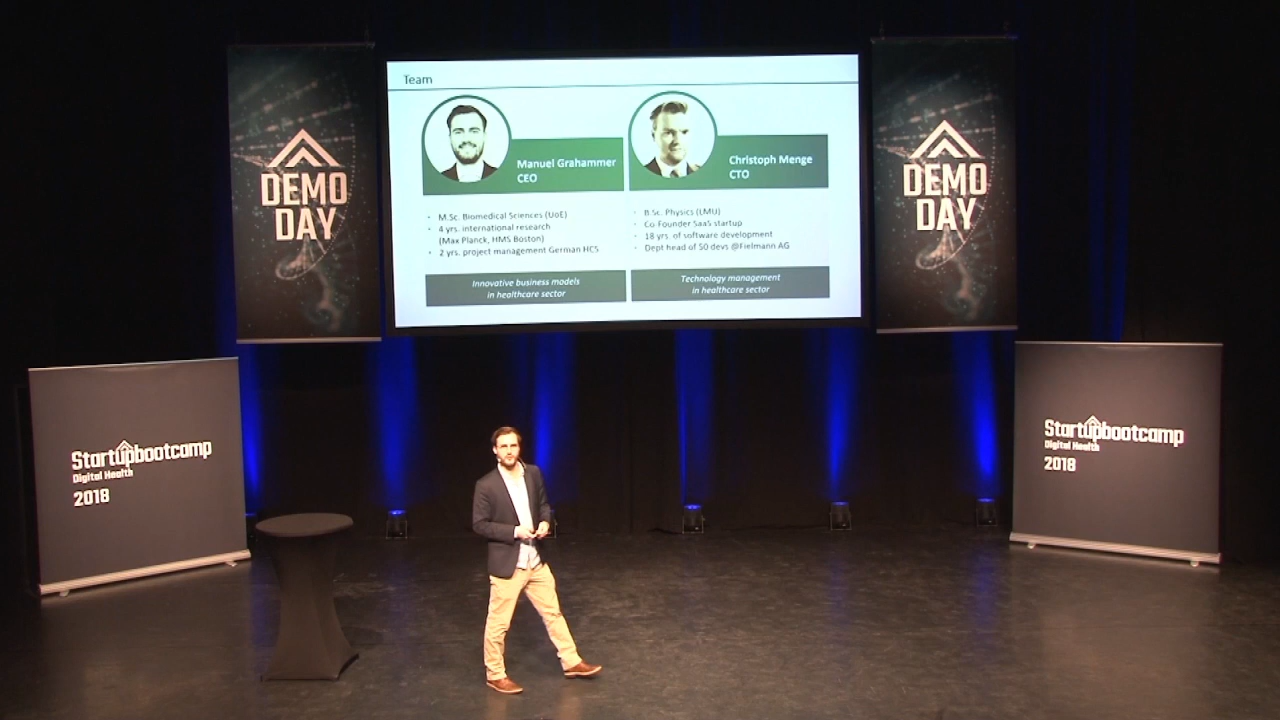 Team
Manuel Grahammer
CEO
Christoph Menge
CTO
· M.Sc. Biomedical Sciences (UoE)
· 4 yrs. international research
(Max Planck, HMS Boston)
· 2 yrs. project management German HCS
· B.Sc. Physics (LMU)
· Co-Founder SaaS startup
· 18 yrs. of software development
· Dept head of 50 devs @Fielmann AG
Innovative business models
in healthcare sector
Technology management
in healthcare sector
DEMO
DAY
DEMO
DAY
Startupbootcamp
Digital Health
2018
Startupbootcamp
Digital Health
2018